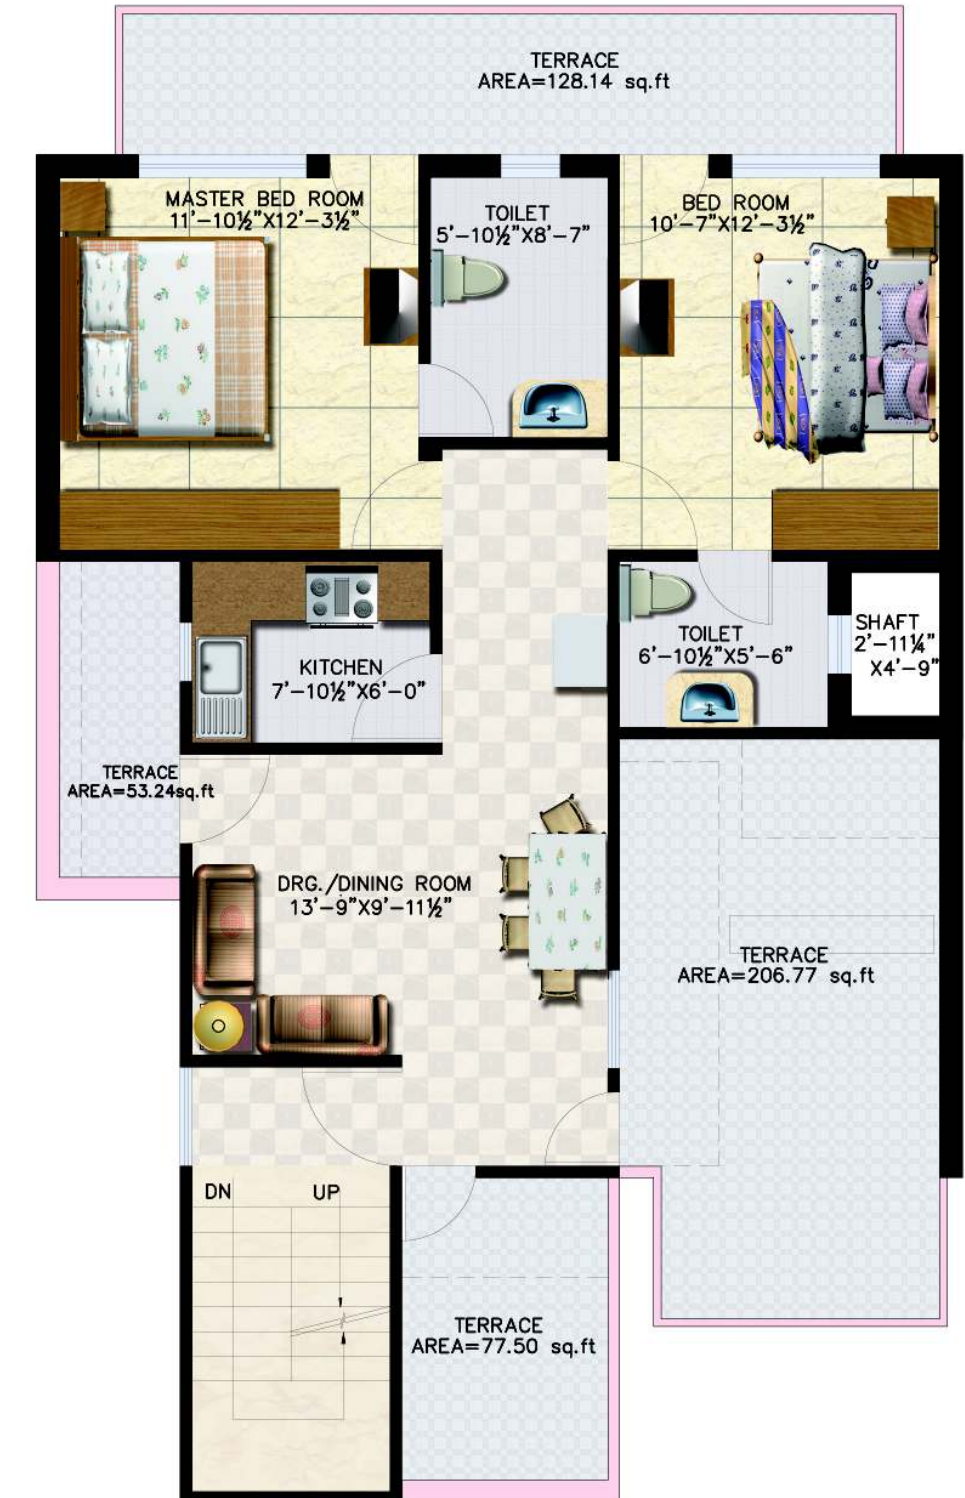 TERRACE
AREA=128.14 sq.ft
MASTER BED ROOM
11'-10½"X12'-3½"
TOILET
5'-10½"X8'-7"
BED ROOM
10'-7"X12'-3½"
KITCHEN
7'-10½"X6'-0"
TOILET
6'-10½"X5'-6"
SHAFT
2'-11¼"
X4'-9"
TERRACE
AREA=53.24sq.ft
DRG./DINING ROOM
13'-9"X9'-11½"
TERRACE
AREA=206.77 sq.ft
DN
UP
TERRACE
AREA=77.50 sq.ft